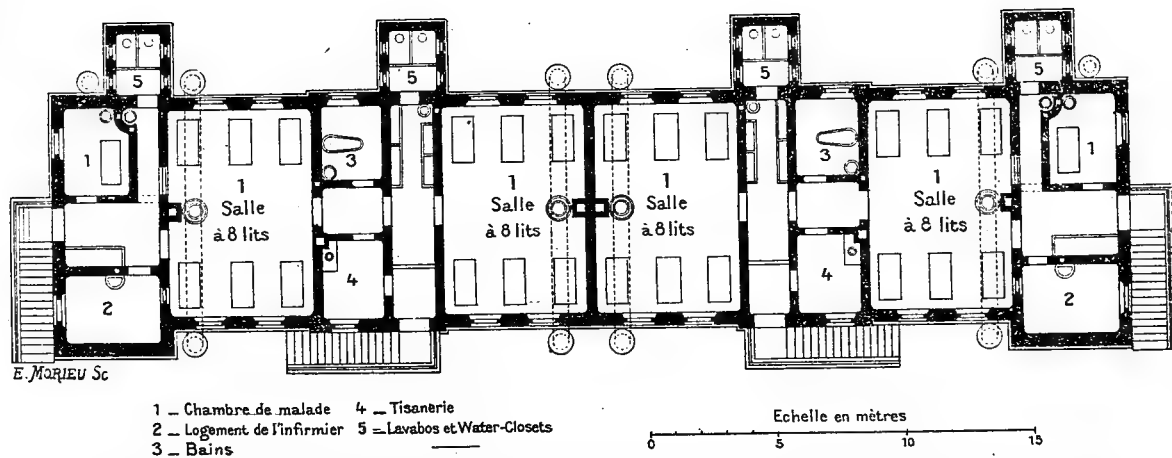 5 5 5 5
1 1 3 1 1 3 1 1
Salle Salle Salle Salle
à 8 lits à 8 lits à 8 lits à 8 lits
2 4 4 2
E. MORIEU Sc
1 _ Chambre de malade 4 _ Tisanerie
2 _ Logement de l'infirmier 5 = Lavabos et Water-Closets
3 _ Bains
Echelle en mètres
0 5 10 15